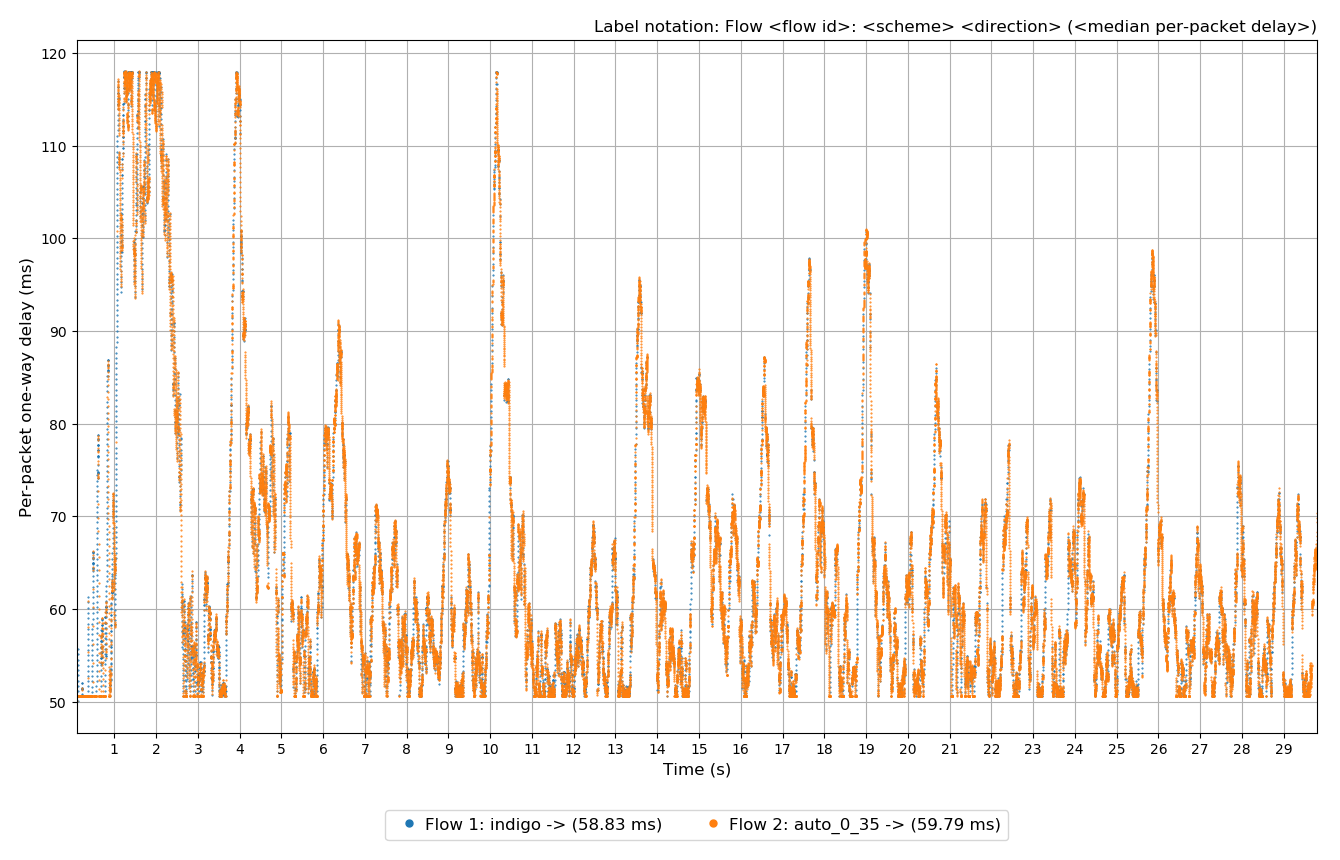 Label notation: Flow <flow id>: <scheme> <direction> (<median per-packet delay>)
120
110
100
90
80
70
60
50
Per-packet one-way delay (ms)
1 2 3 4 5 6 7 8 9 10 11 12 13 14 15 16 17 18 19 20 21 22 23 24 25 26 27 28 29
Time (s)
Flow 1: indigo -> (58.83 ms) Flow 2: auto_0_35 -> (59.79 ms)